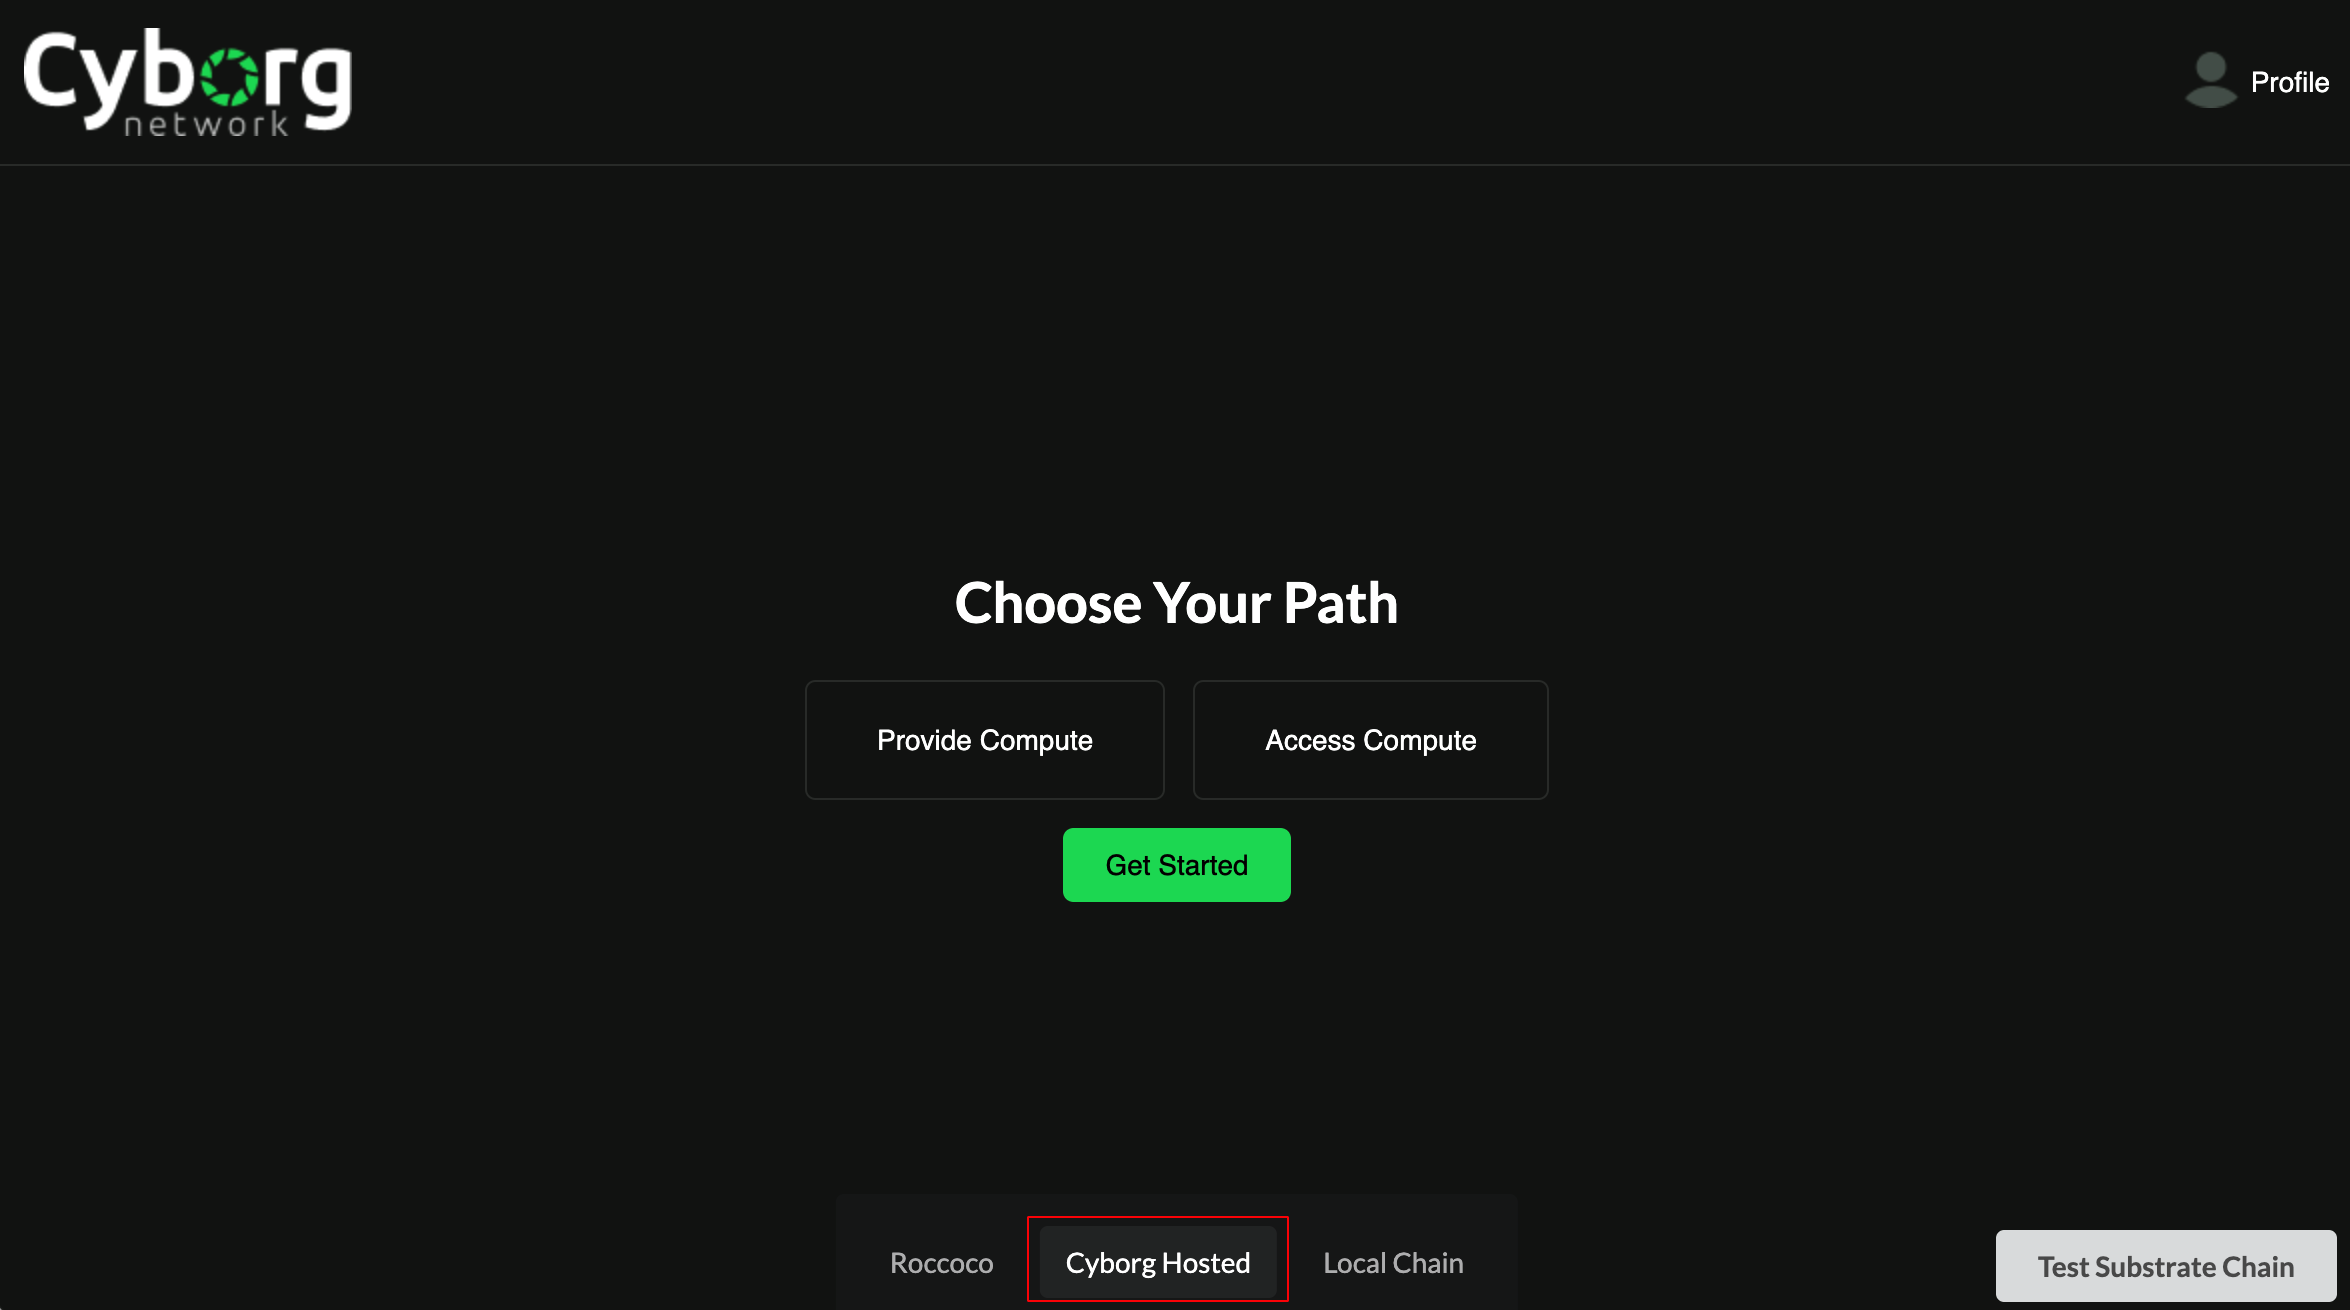 Cyborg
network
Profile
Choose Your Path
Provide Compute
Access Compute
Get Started
Roccoco
Cyborg Hosted
Local Chain
Test Substrate Chain